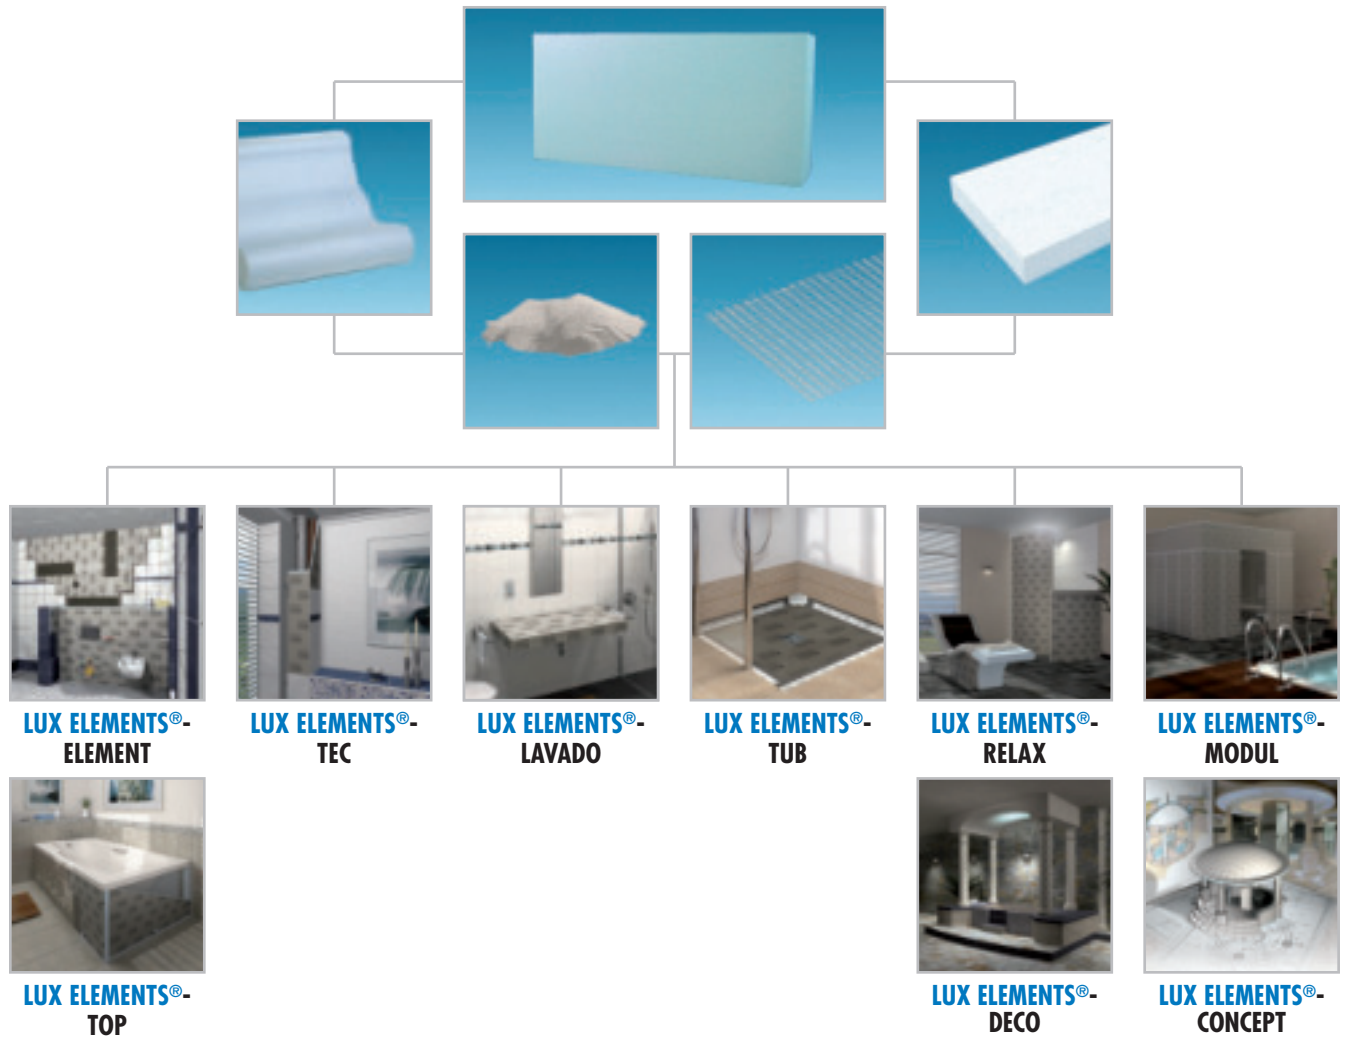 LUX ELEMENTS®-
ELEMENT
LUX ELEMENTS®-
TEC
LUX ELEMENTS®-
LAVADO
LUX ELEMENTS®-
TUB
LUX ELEMENTS®-
RELAX
LUX ELEMENTS®-
MODUL
LUX ELEMENTS®-
TOP
LUX ELEMENTS®-
DECO
LUX ELEMENTS®-
CONCEPT